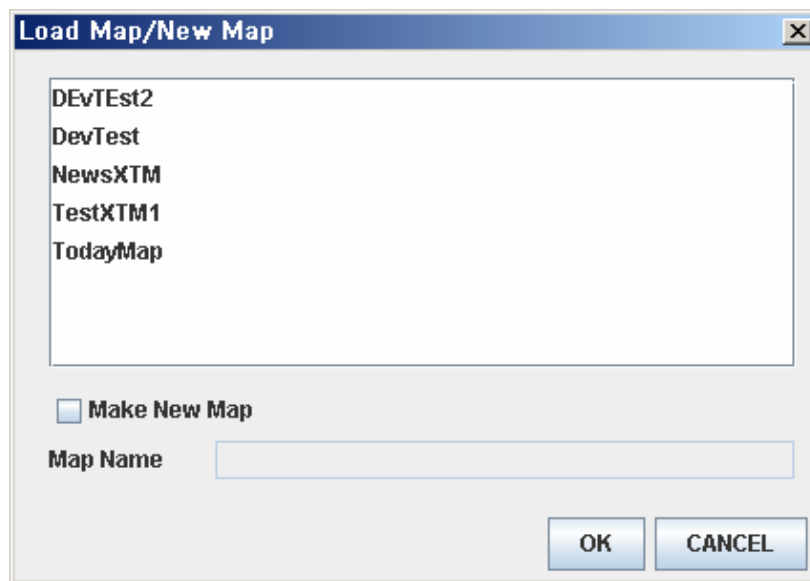 Load Map/New Map
DEvTEst2
DevTest
NewsXTM
TestXTM1
TodayMap
Make New Map
Map Name
OK CANCEL